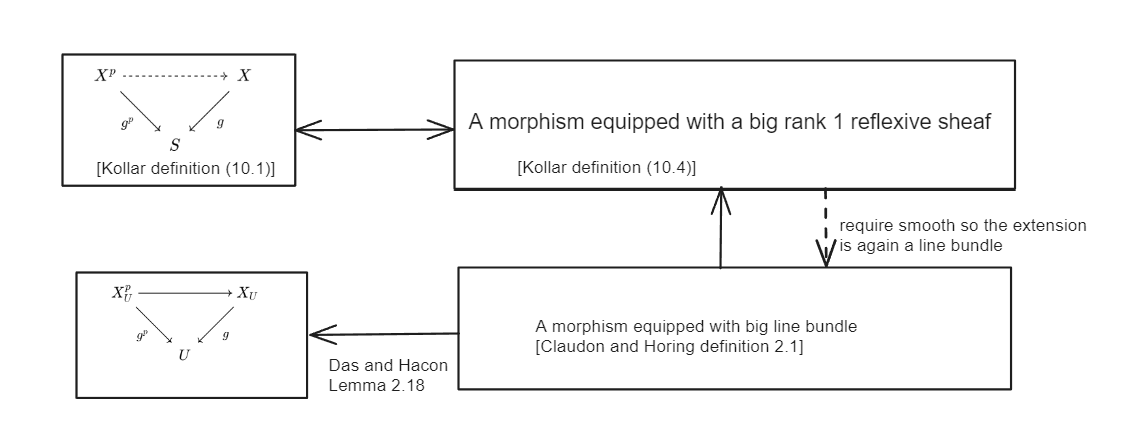 X^p X
g^p g
S
[Kollar definition (10.1)]
A morphism equipped with a big rank 1 reflexive sheaf
[Kollar definition (10.4)]
require smooth so the extension
is again a line bundle
X_U^p X_U
g^p g
U
Das and Hacon
Lemma 2.18
A morphism equipped with big line bundle
[Claudon and Horing definition 2.1]